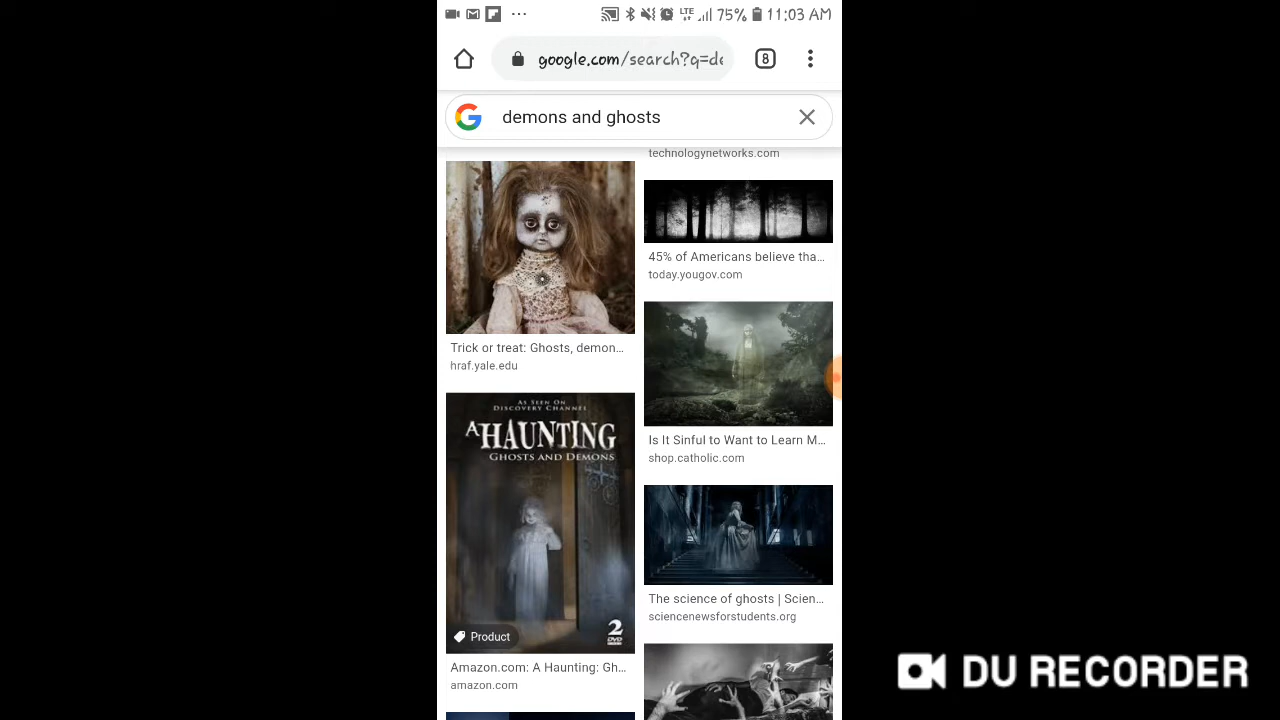 75% 11:03 AM
LTE
google.com/search?q=de
8
demons and ghosts
technologynetworks.com
Trick or treat: Ghosts, demon...
hraf.yale.edu
AS SEEN ON
DISCOVERY CHANNEL
A HAUNTING
GHOSTS AND DEMONS
Product
2
DVD
Amazon.com: A Haunting: Gh...
amazon.com
45% of Americans believe tha...
today.yougov.com
Is It Sinful to Want to Learn M...
shop.catholic.com
The science of ghosts | Scien...
sciencenewsforstudents.org
DU RECORDER